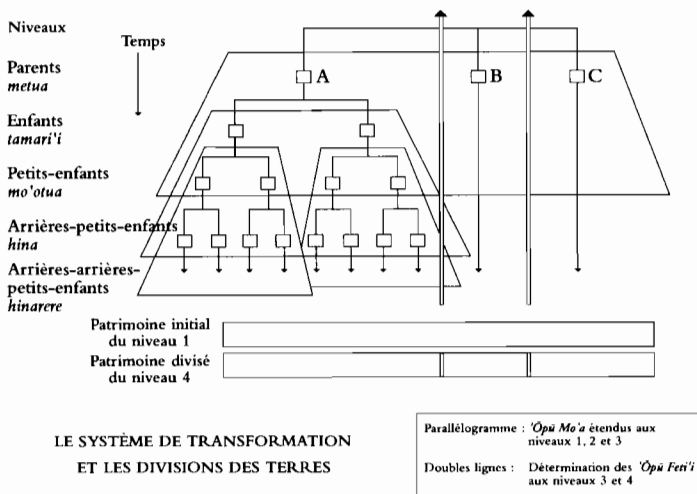 Niveaux
Temps
Parents
metua
A
B
C
Enfants
tamari'i
Petits-enfants
mo'otua
Arrières-petits-enfants
hina
Arrières-arrières-
petits-enfants
hinarere
Patrimoine initial
du niveau 1
Patrimoine divisé
du niveau 4
LE SYSTÈME DE TRANSFORMATION
ET LES DIVISIONS DES TERRES
Parallélogramme : 'Ōpū Mo'a étendus aux
niveaux 1, 2 et 3
Doubles lignes : Détermination des 'Ōpū Feti'i
aux niveaux 3 et 4